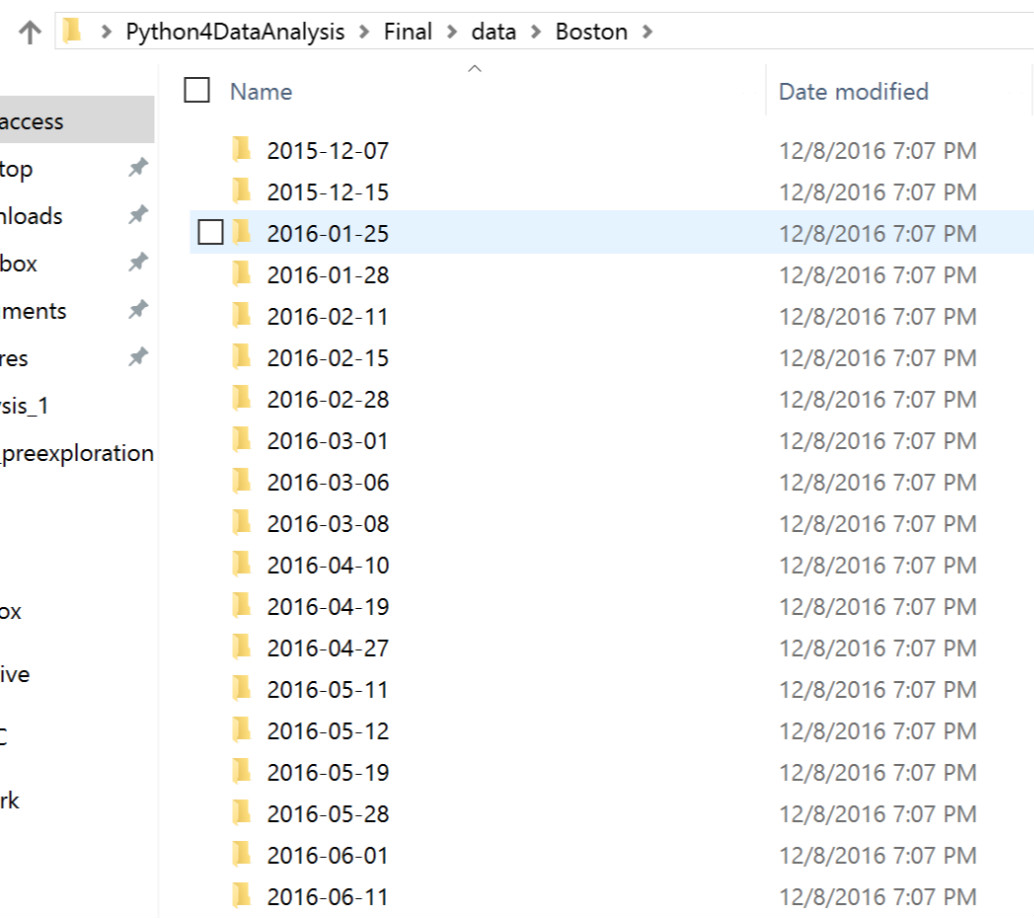 Python4DataAnalysis > Final > data > Boston >
Name Date modified
access
top
nloads
box
ments
res
sis_1
_preexploration
ox
ive
C
rk
2015-12-07 12/8/2016 7:07 PM
2015-12-15 12/8/2016 7:07 PM
2016-01-25 12/8/2016 7:07 PM
2016-01-28 12/8/2016 7:07 PM
2016-02-11 12/8/2016 7:07 PM
2016-02-15 12/8/2016 7:07 PM
2016-02-28 12/8/2016 7:07 PM
2016-03-01 12/8/2016 7:07 PM
2016-03-06 12/8/2016 7:07 PM
2016-03-08 12/8/2016 7:07 PM
2016-04-10 12/8/2016 7:07 PM
2016-04-19 12/8/2016 7:07 PM
2016-04-27 12/8/2016 7:07 PM
2016-05-11 12/8/2016 7:07 PM
2016-05-12 12/8/2016 7:07 PM
2016-05-19 12/8/2016 7:07 PM
2016-05-28 12/8/2016 7:07 PM
2016-06-01 12/8/2016 7:07 PM
2016-06-11 12/8/2016 7:07 PM